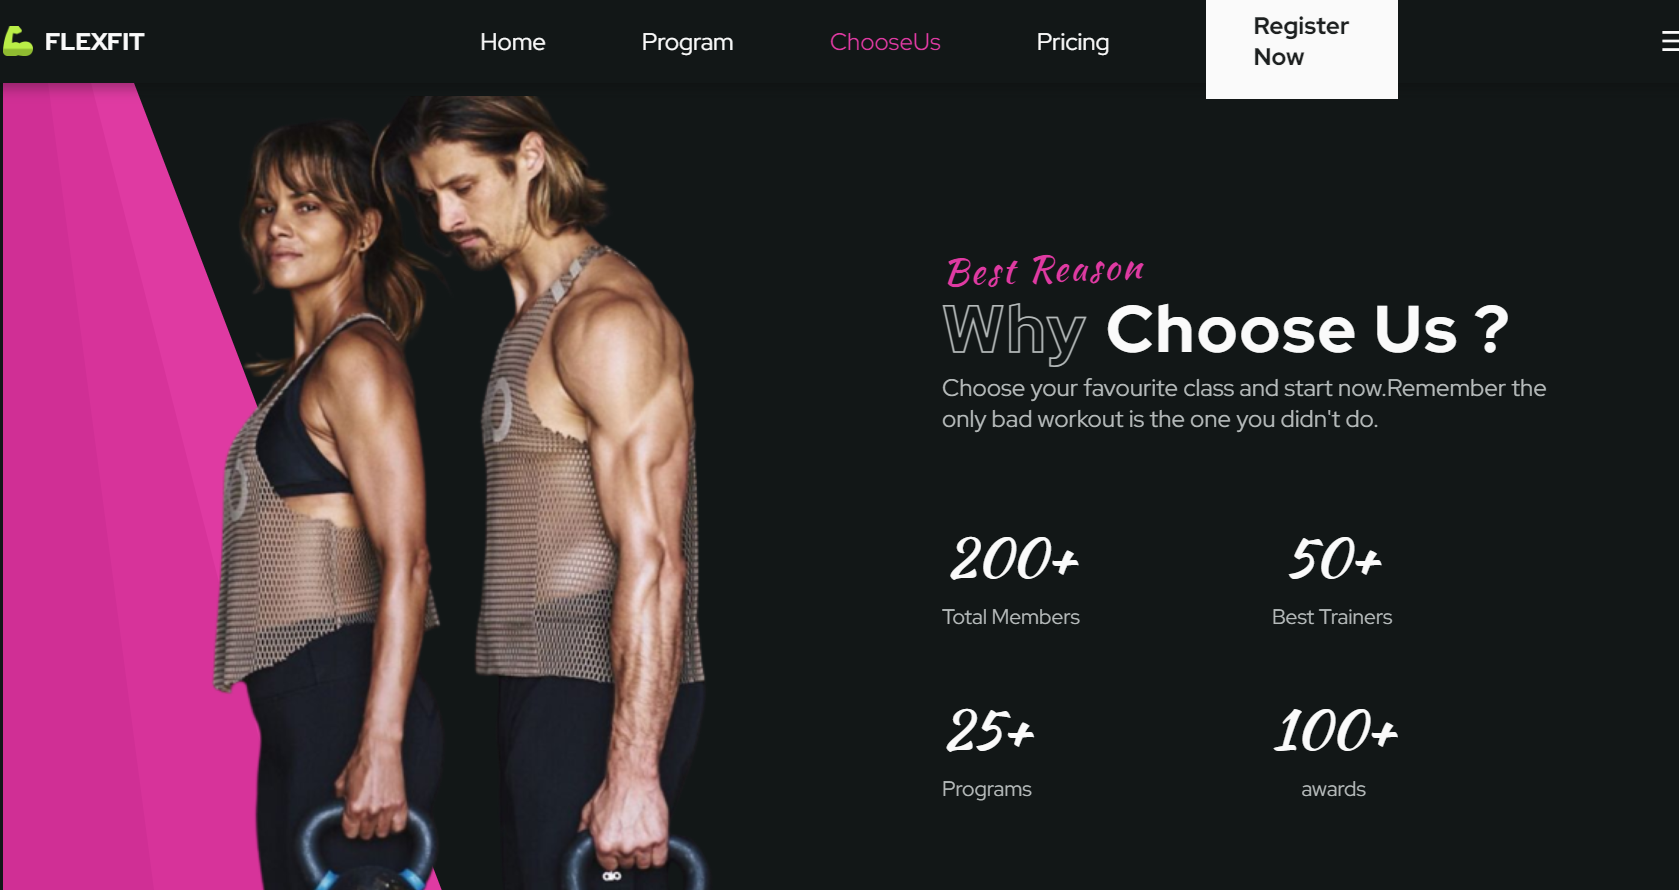 FLEXFIT
Home
Program
ChooseUs
Pricing
Register
Now
Best Reason
Why Choose Us ?
Choose your favourite class and start now.Remember the
only bad workout is the one you didn't do.
200+
50+
Total Members
Best Trainers
25+
100+
Programs
awards